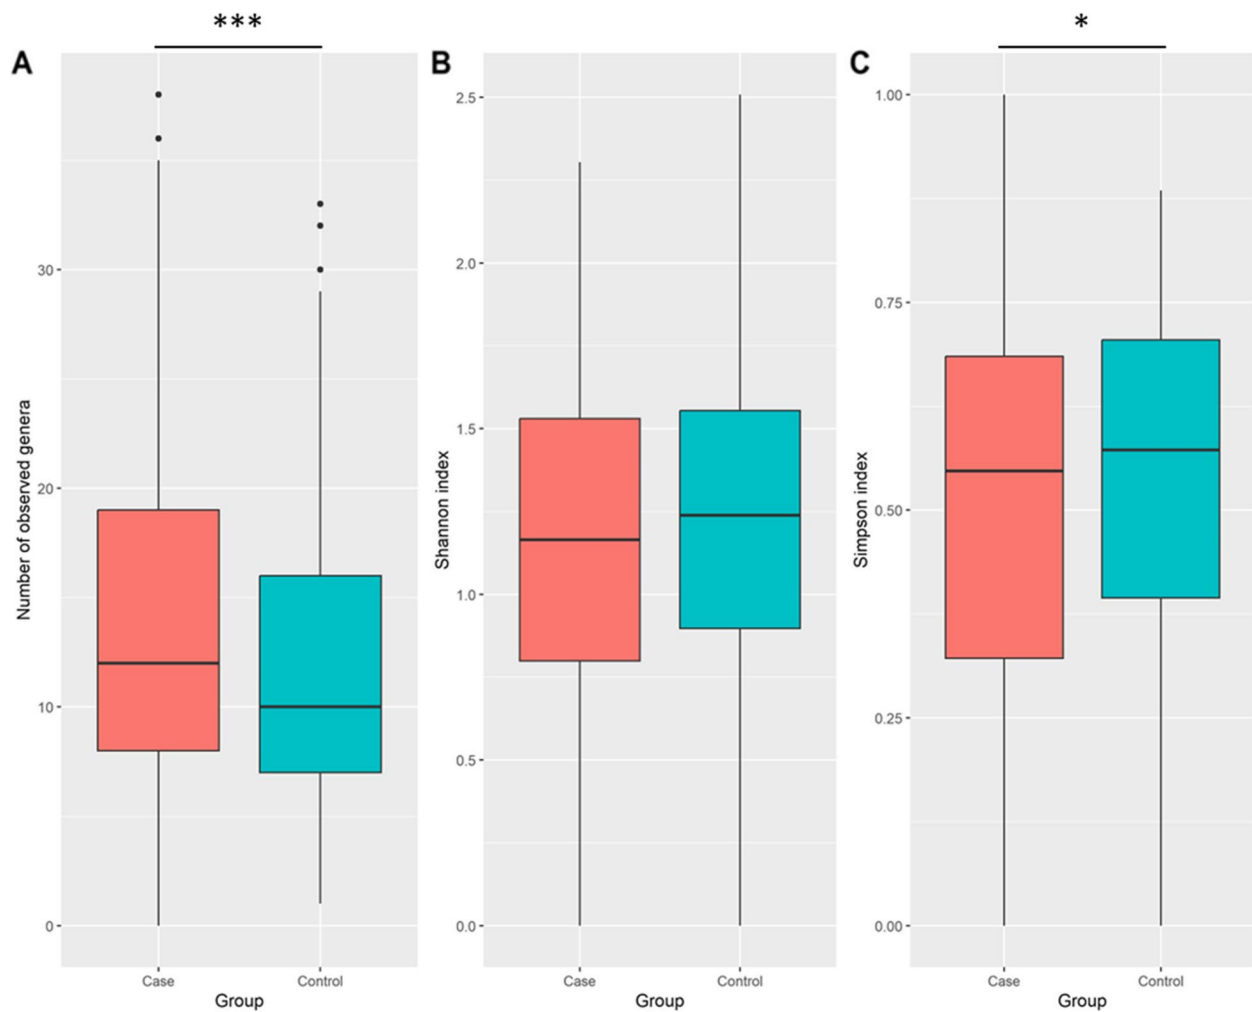 ***
*
A
B
C
Number of observed genera
30
20
10
0
Case
Control
Group
Shannon index
2.5
2.0
1.5
1.0
0.5
0.0
Case
Control
Group
Simpson index
1.00
0.75
0.50
0.25
0.00
Case
Control
Group